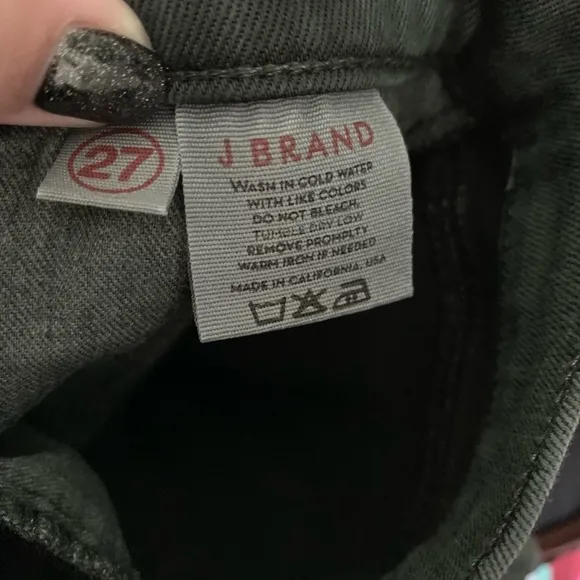 27
J BRAND
WASH IN COLD WATER
WITH LIKE COLORS
DO NOT BLEACH,
TUMBLE DRY LOW
REMOVE PROMPLTY
WARM IRON IF NEEDED
MADE IN CALIFORNIA, USA